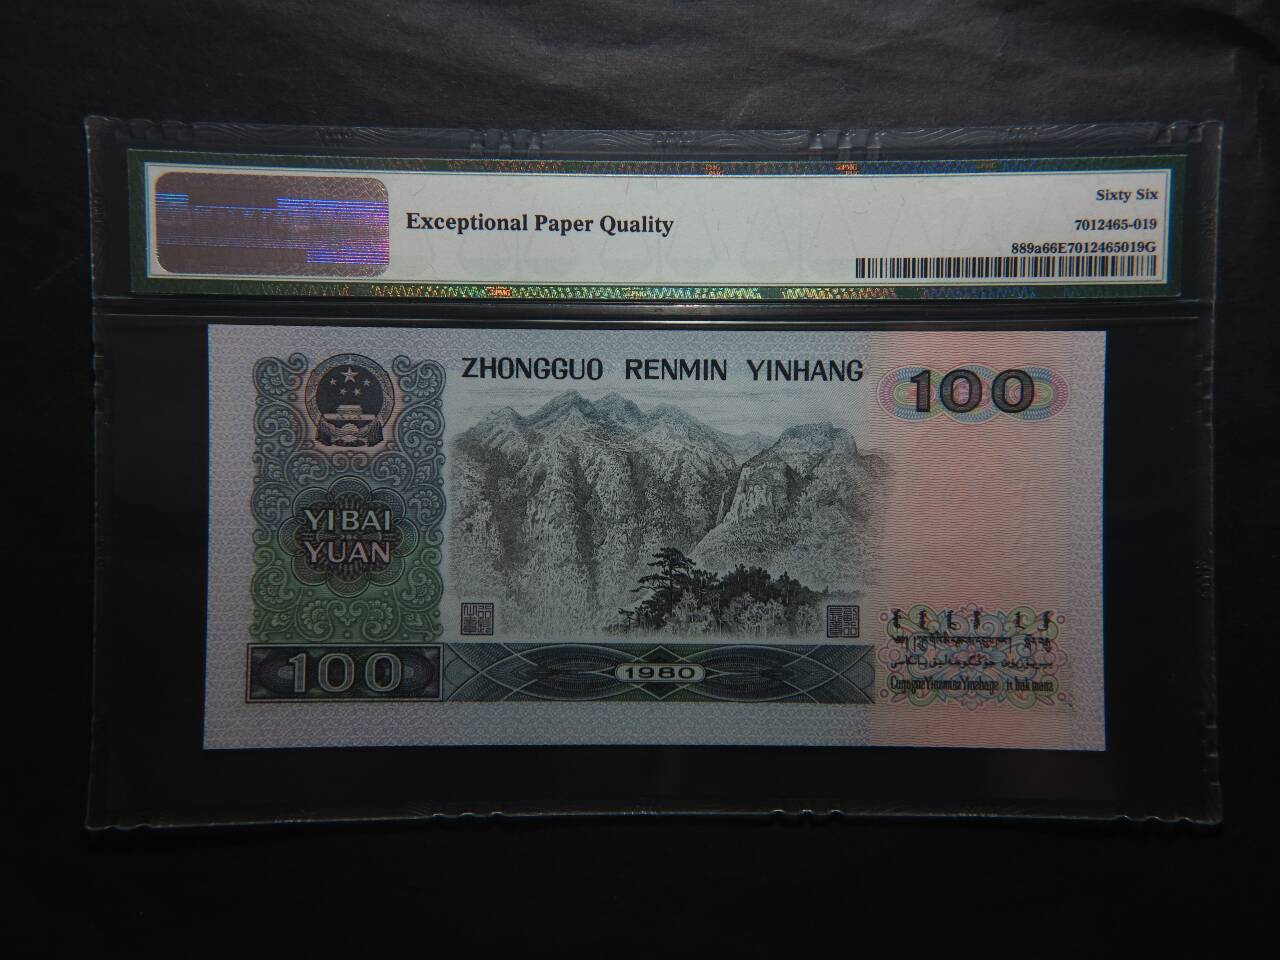 Exceptional Paper Quality
Sixty Six
7012465-019
889a66E7012465019G
ZHONGGUO RENMIN YINHANG
100
YIBAI
YUAN
100
1980